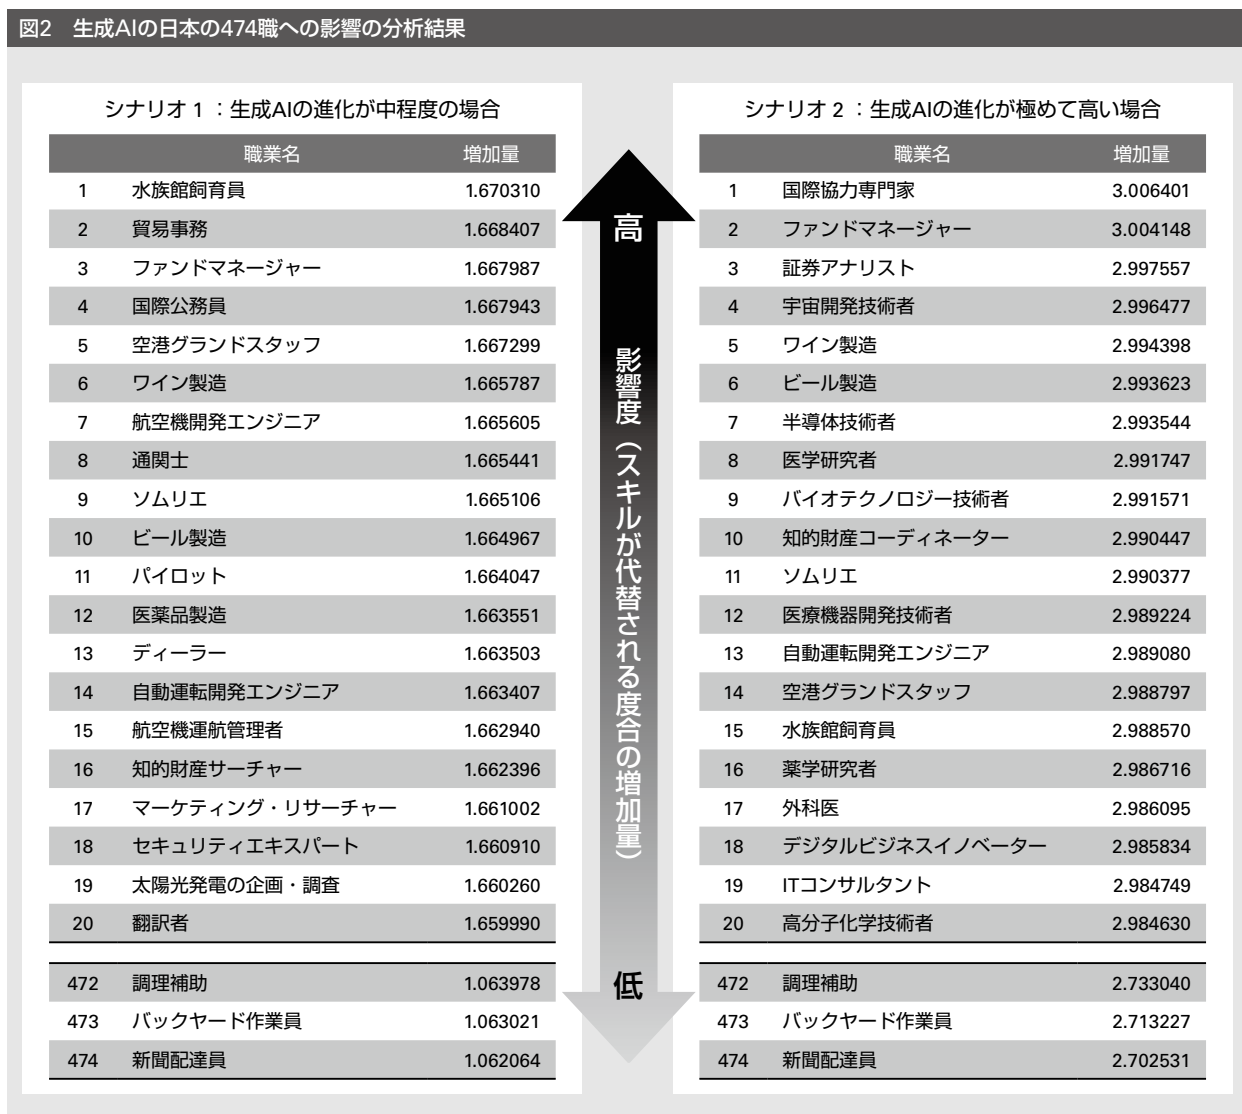 図2 生成AIの日本の474職への影響の分析結果
シナリオ 1 ：生成AIの進化が中程度の場合
職業名 増加量
1 水族館飼育員 1.670310
2 貿易事務 1.668407
3 ファンドマネージャー 1.667987
4 国際公務員 1.667943
5 空港グランドスタッフ 1.667299
6 ワイン製造 1.665787
7 航空機開発エンジニア 1.665605
8 通関士 1.665441
9 ソムリエ 1.665106
10 ビール製造 1.664967
11 パイロット 1.664047
12 医薬品製造 1.663551
13 ディーラー 1.663503
14 自動運転開発エンジニア 1.663407
15 航空機運航管理者 1.662940
16 知的財産サーチャー 1.662396
17 マーケティング・リサーチャー 1.661002
18 セキュリティエキスパート 1.660910
19 太陽光発電の企画・調査 1.660260
20 翻訳者 1.659990
472 調理補助 1.063978
473 バックヤード作業員 1.063021
474 新聞配達員 1.062064
高
影響度（スキルが代替される度合の増加量）
低
シナリオ 2 ：生成AIの進化が極めて高い場合
職業名 増加量
1 国際協力専門家 3.006401
2 ファンドマネージャー 3.004148
3 証券アナリスト 2.997557
4 宇宙開発技術者 2.996477
5 ワイン製造 2.994398
6 ビール製造 2.993623
7 半導体技術者 2.993544
8 医学研究者 2.991747
9 バイオテクノロジー技術者 2.991571
10 知的財産コーディネーター 2.990447
11 ソムリエ 2.990377
12 医療機器開発技術者 2.989224
13 自動運転開発エンジニア 2.989080
14 空港グランドスタッフ 2.988797
15 水族館飼育員 2.988570
16 薬学研究者 2.986716
17 外科医 2.986095
18 デジタルビジネスイノベーター 2.985834
19 ITコンサルタント 2.984749
20 高分子化学技術者 2.984630
472 調理補助 2.733040
473 バックヤード作業員 2.713227
474 新聞配達員 2.702531